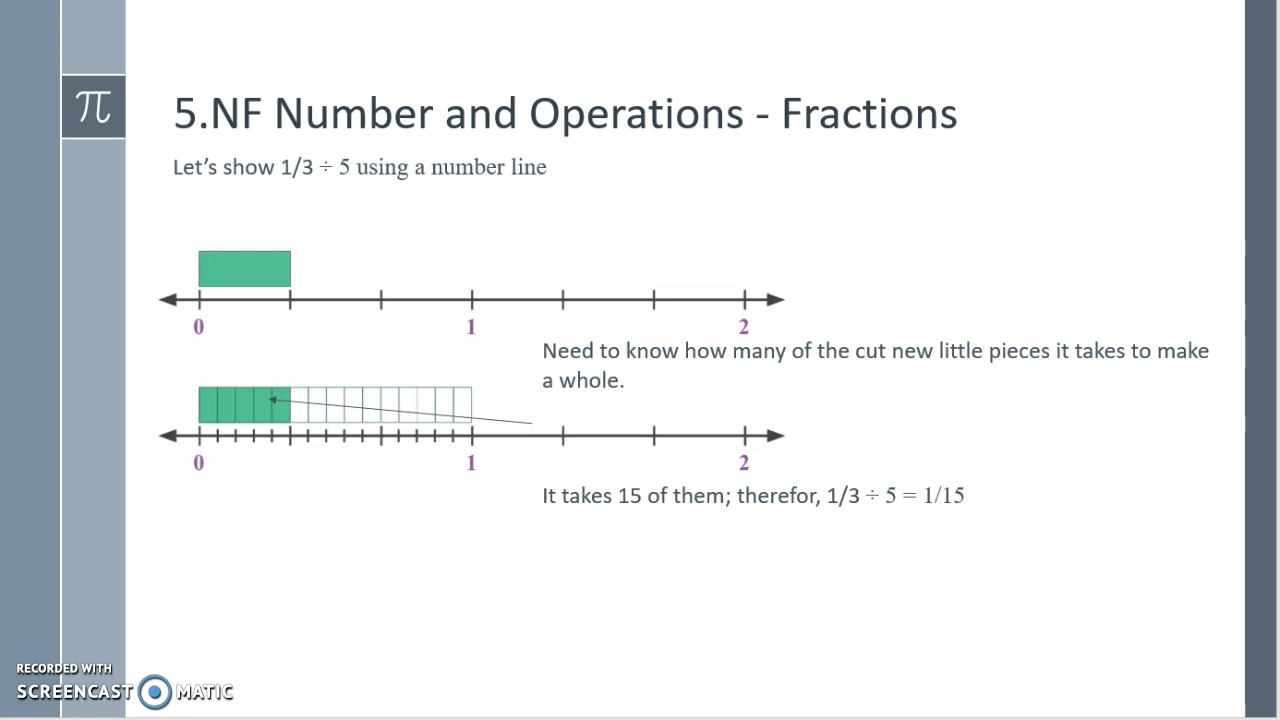 π
5.NF Number and Operations - Fractions
Let’s show 1/3 ÷ 5 using a number line
0 1 2
Need to know how many of the cut new little pieces it takes to make
a whole.
0 1 2
It takes 15 of them; therefor, 1/3 ÷ 5 = 1/15
RECORDED WITH
SCREENCAST MATIC